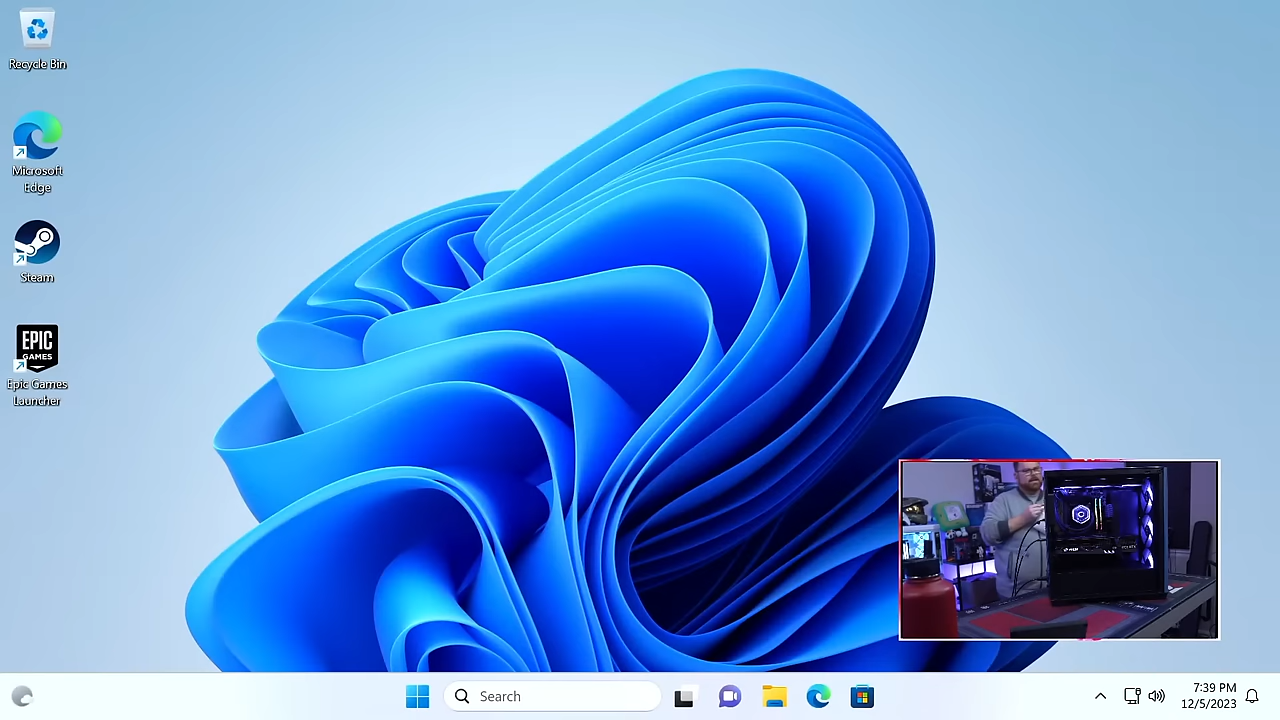 Recycle Bin
Microsoft
Edge
Steam
EPIC
GAMES
Epic Games
Launcher
Search
7:39 PM
12/5/2023